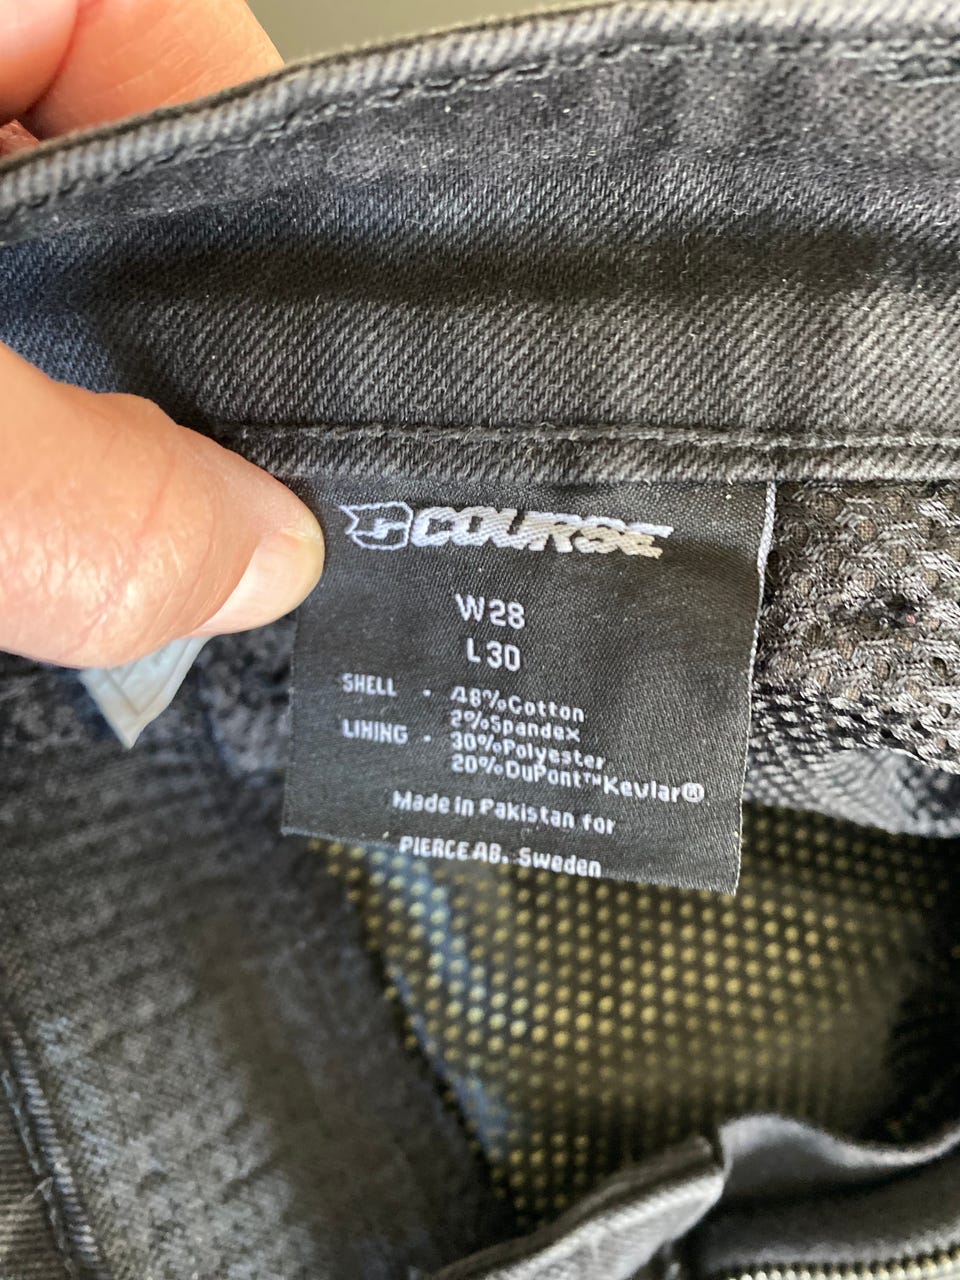 COURSE
W28
L30
SHELL · 48%Cotton
2%Spandex
LINING · 30%Polyester
20%DuPont™Kevlar®
Made in Pakistan for
PIERCE AB. Sweden